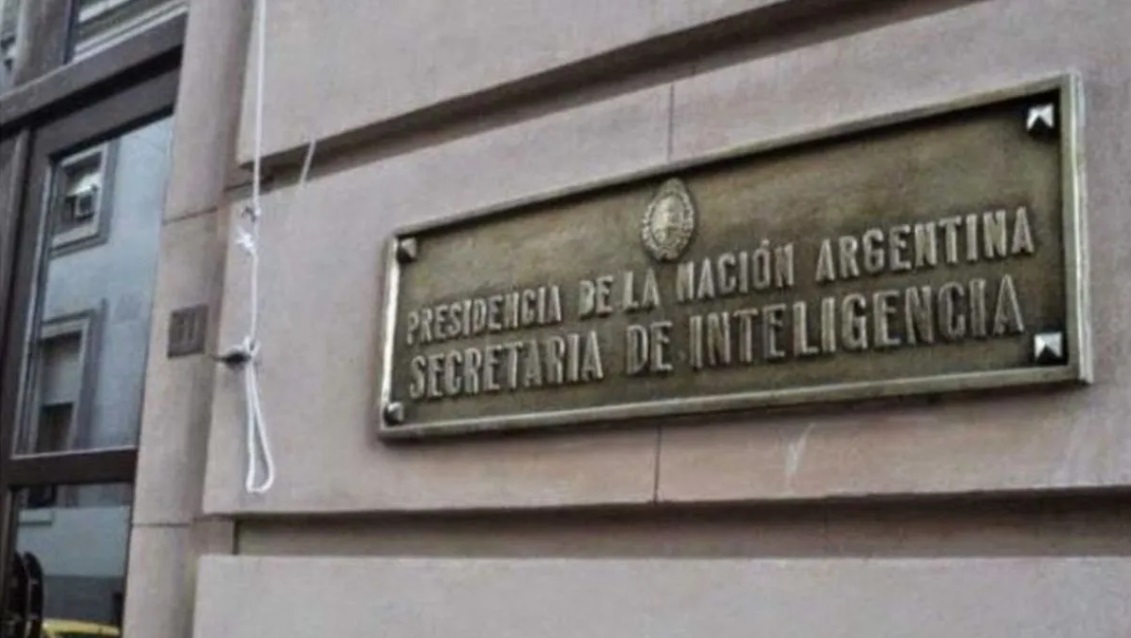 PRESIDENCIA DE LA NACIÓN ARGENTINA
SECRETARIA DE INTELIGENCIA